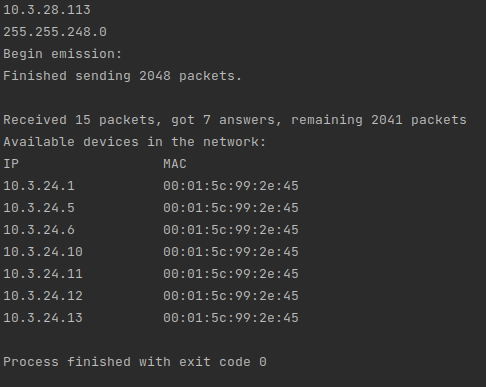 10.3.28.113
255.255.248.0
Begin emission:
Finished sending 2048 packets.
Received 15 packets, got 7 answers, remaining 2041 packets
Available devices in the network:
IP MAC
10.3.24.1 00:01:5c:99:2e:45
10.3.24.5 00:01:5c:99:2e:45
10.3.24.6 00:01:5c:99:2e:45
10.3.24.10 00:01:5c:99:2e:45
10.3.24.11 00:01:5c:99:2e:45
10.3.24.12 00:01:5c:99:2e:45
10.3.24.13 00:01:5c:99:2e:45
Process finished with exit code 0